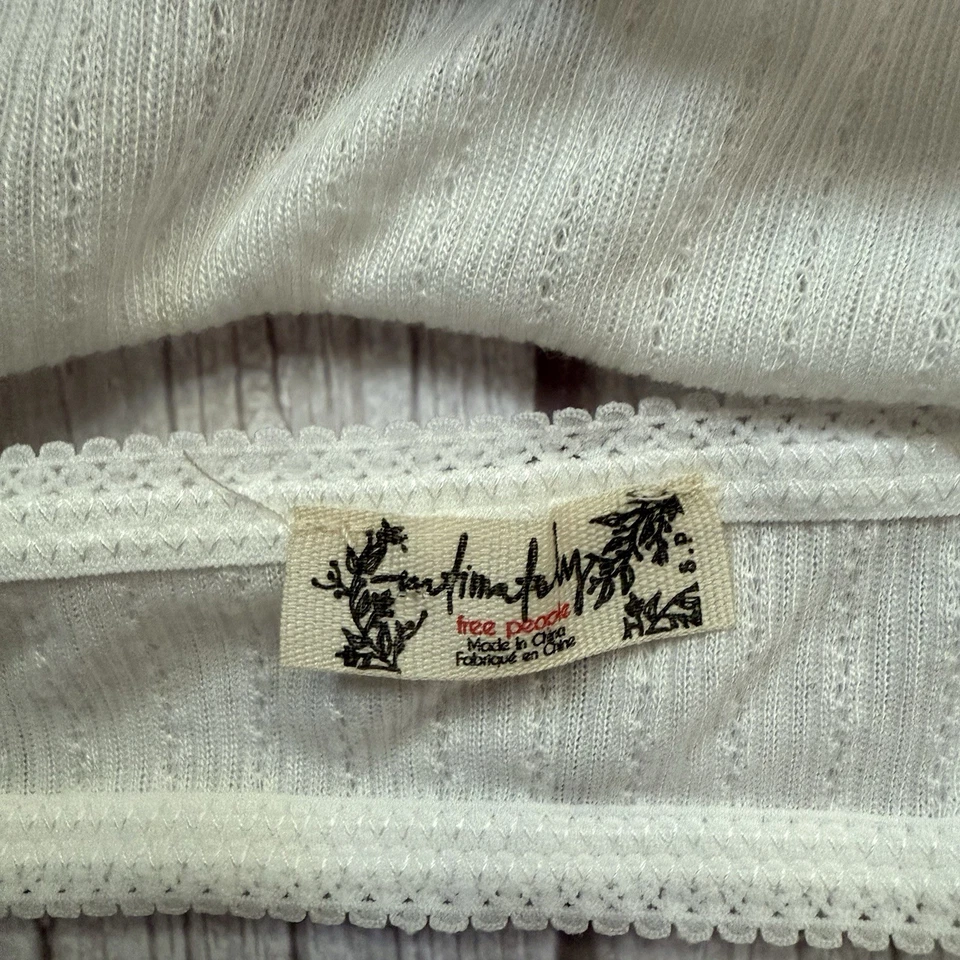 intimately
free people
Made In China
Fabriqué en Chine
S.P